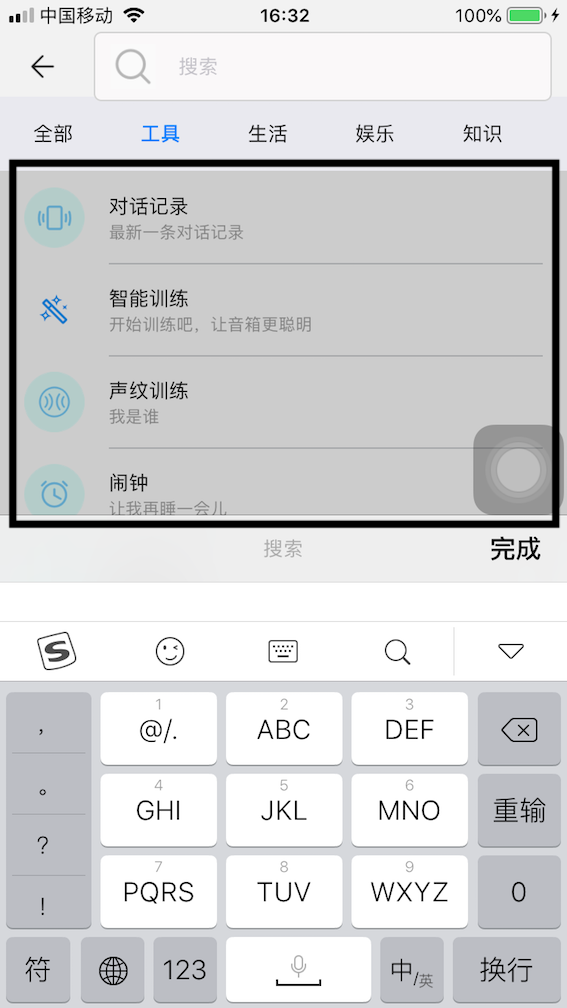 中国移动 16:32 100%
搜索
全部 工具 生活 娱乐 知识
对话记录
最新一条对话记录
智能训练
开始训练吧，让音箱更聪明
声纹训练
我是谁
闹钟
让我再睡一会儿
搜索 完成
S
， 1 @/. 2 ABC 3 DEF
。 4 GHI 5 JKL 6 MNO 重输
? 7 PQRS 8 TUV 9 WXYZ 0
!
符 123 中/英 换行